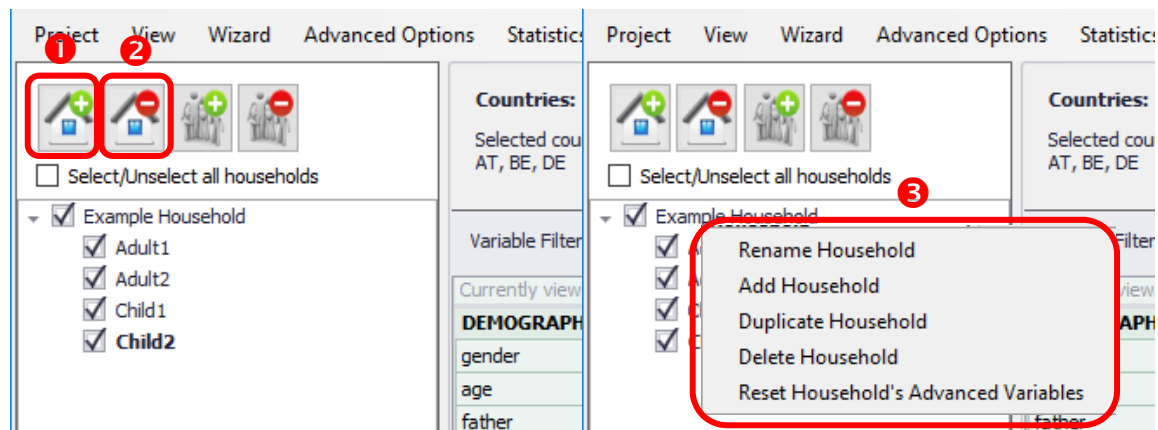 Project View Wizard Advanced Options Statistics
1 2
Countries:
Selected cou
AT, BE, DE
Select/Unselect all households
Example Household
Adult1
Adult2
Child1
Child2
Variable Filter
Currently view
DEMOGRAPH
gender
age
father
Project View Wizard Advanced Options Statistics
Countries:
Selected cou
AT, BE, DE
Select/Unselect all households
3
Example Household
Rename Household
Add Household
Duplicate Household
Delete Household
Reset Household's Advanced Variables
Filter
view
APH
father